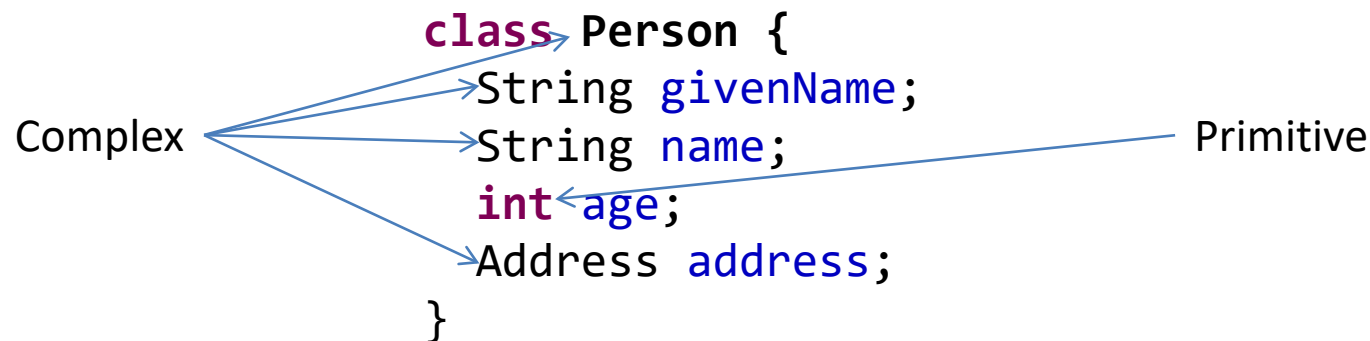 class Person {
String givenName;
Complex
String name;
Primitive
int age;
Address address;
}